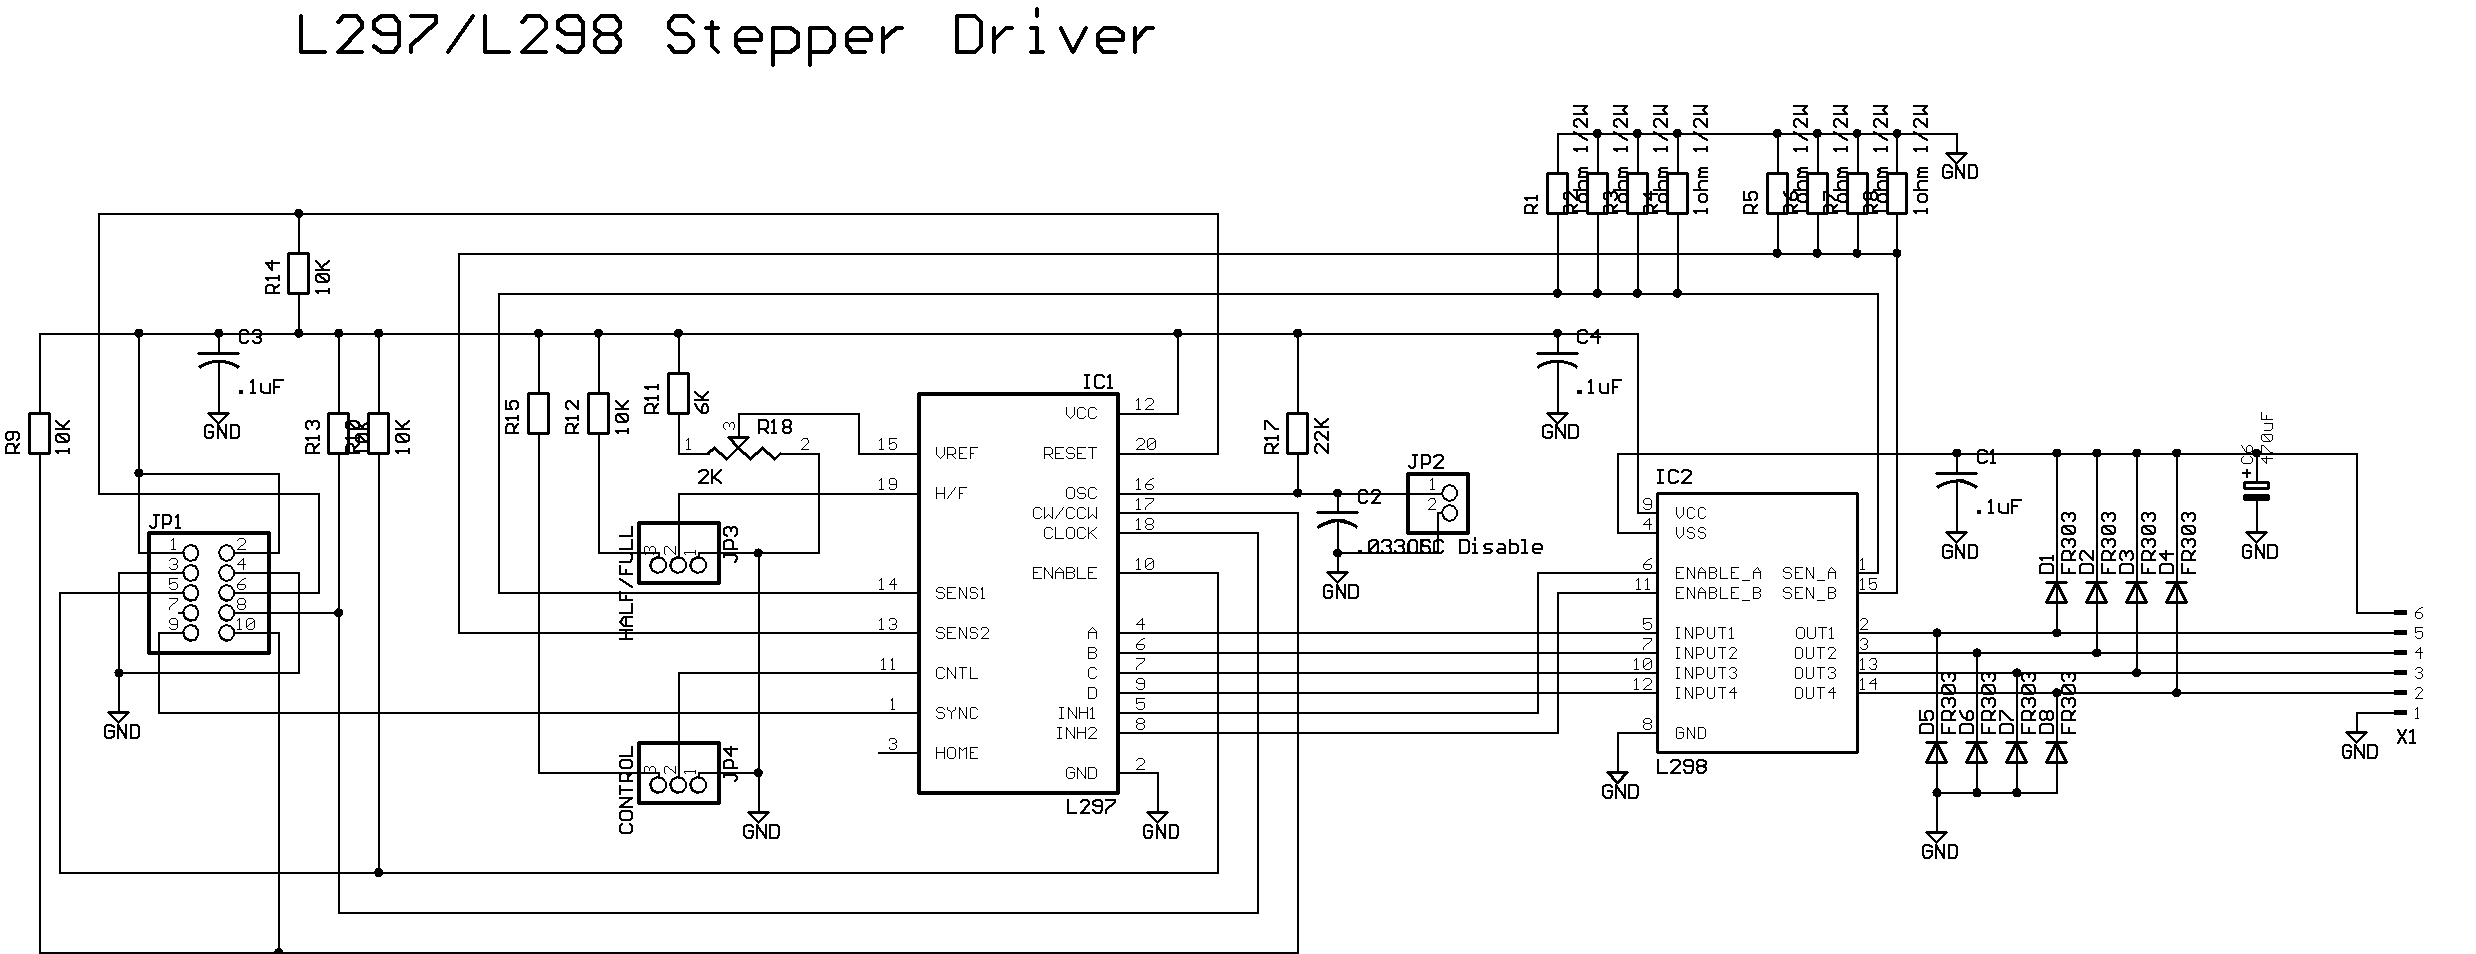 L297/L298 Stepper Driver
R1
R2
1ohm 1/2W
R3
1ohm 1/2W
R4
1ohm 1/2W
1ohm 1/2W
R5
R6
1ohm 1/2W
R7
1ohm 1/2W
R8
1ohm 1/2W
1ohm 1/2W
GND
R14
10K
C3
.1uF
GND
R9
10K
R13
10K
10K
R15
R12
10K
R11
6K
R18
1
3
2
2K
JP1
1
2
3
4
5
6
7
8
9
10
GND
HALF/FULL
3
2
1
JP3
CONTROL
3
2
1
JP4
GND
IC1
VCC 12
15 VREF
RESET 20
19 H/F
OSC 16
CW/CCW 17
CLOCK 18
ENABLE 10
14 SENS1
13 SENS2
A 4
B 6
11 CNTL
C 7
D 9
1 SYNC
INH1 5
INH2 8
3 HOME
GND 2
L297
GND
R17
22K
C2
JP2
1
2
OSC Disable
GND
C4
.1uF
GND
IC2
9 VCC
4 VSS
6 ENABLE_A
SEN_A 1
11 ENABLE_B
SEN_B 15
5 INPUT1
OUT1 2
7 INPUT2
OUT2 3
10 INPUT3
OUT3 13
12 INPUT4
OUT4 14
8 GND
L298
GND
C1
.1uF
GND
C6
470uF
+
GND
D1
FR303
D2
FR303
D3
FR303
D4
FR303
D5
FR303
D6
FR303
D7
FR303
D8
FR303
GND
6
5
4
3
2
1
X1
GND